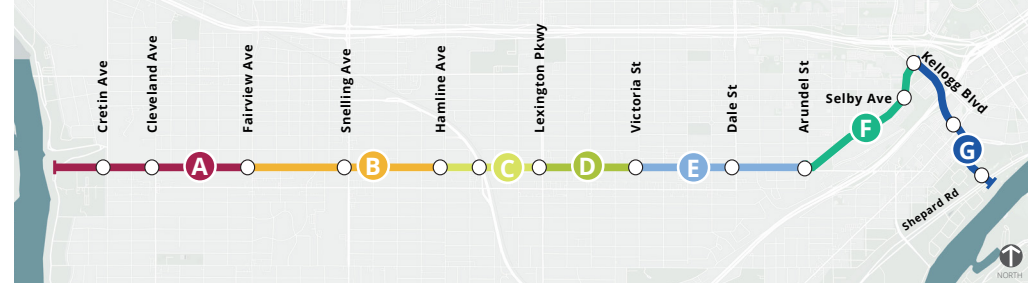 Cretin Ave
Cleveland Ave
Fairview Ave
Snelling Ave
Hamline Ave
Lexington Pkwy
Victoria St
Dale St
Arundel St
Selby Ave
Kellogg Blvd
Shepard Rd
A
B
C
D
E
F
G
NORTH